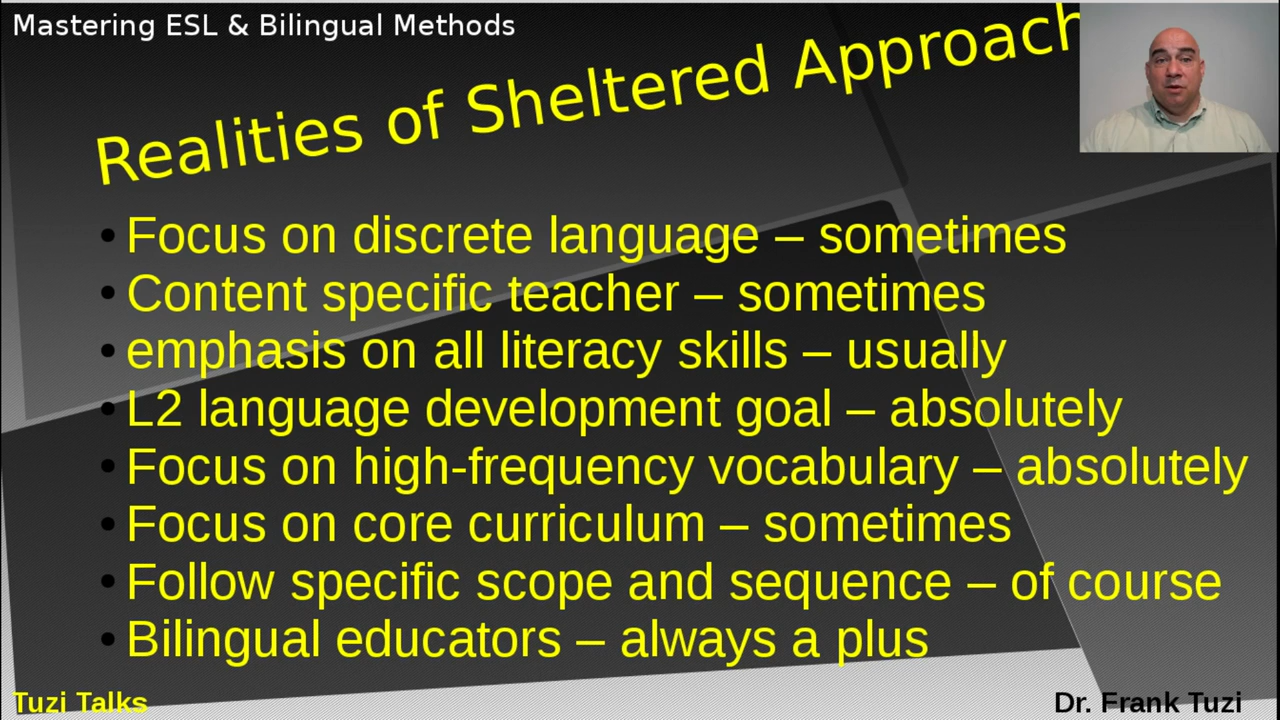 Mastering ESL & Bilingual Methods
Realities of Sheltered Approach
• Focus on discrete language – sometimes
• Content specific teacher – sometimes
• emphasis on all literacy skills – usually
• L2 language development goal – absolutely
• Focus on high-frequency vocabulary – absolutely
• Focus on core curriculum – sometimes
• Follow specific scope and sequence – of course
• Bilingual educators – always a plus
Tuzi Talks
Dr. Frank Tuzi